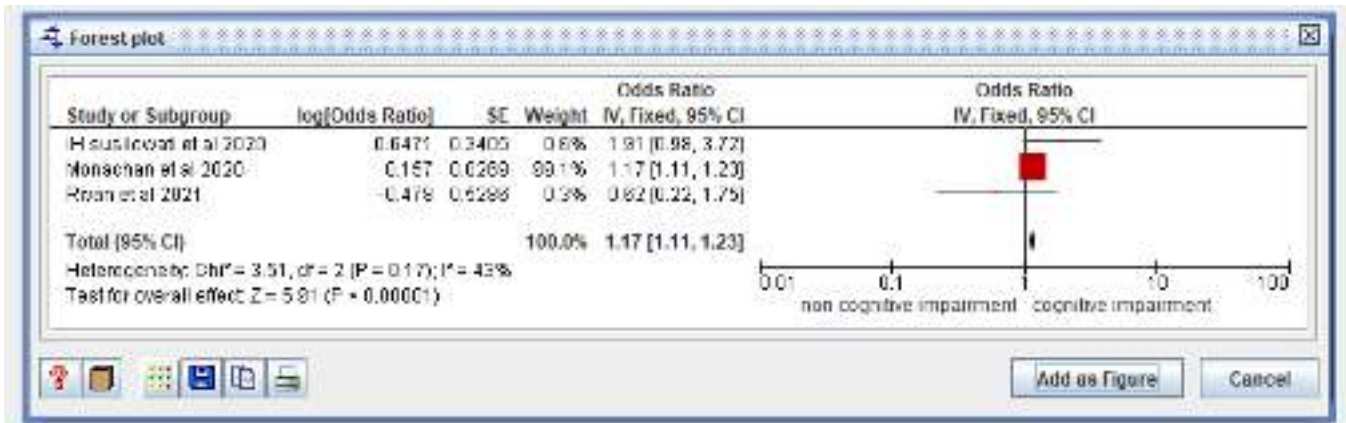 Forest plot
Odds Ratio Odds Ratio
Study or Subgroup log[Odds Ratio] SE Weight IV, Fixed, 95% CI IV, Fixed, 95% CI
et al 2020 0.6471 0.3405 0.6% 1.91 [0.98, 3.72]
Monachan et al 2020 0.157 0.0269 99.1% 1.17 [1.11, 1.23]
et al 2021 -0.478 0.5286 0.3% 0.62 [0.22, 1.75]
Total (95% CI) 100.0% 1.17 [1.11, 1.23]
Heterogeneity: Chi² = 3.51, df = 2 (P = 0.17); I² = 43%
Test for overall effect: Z = (P < 0.00001)
0.01 0.1 1 10 100
non cognitive impairment cognitive impairment
Add as Figure Cancel